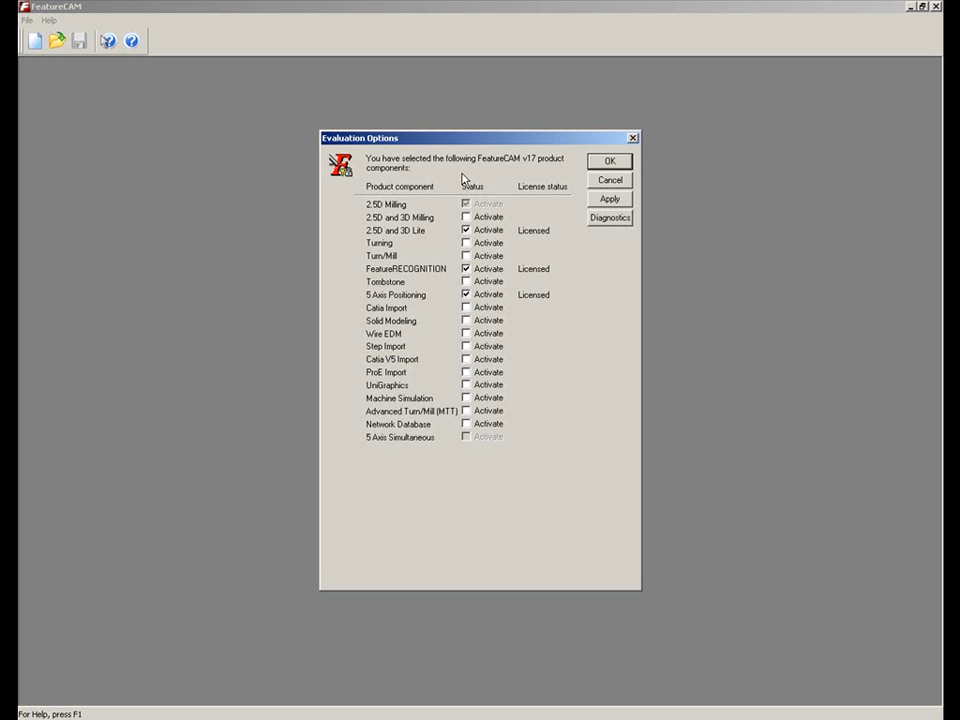 FeatureCAM
File Help
Evaluation Options
You have selected the following FeatureCAM v17 product
components:
OK
Cancel
Apply
Diagnostics
Product component Status License status
2.5D Milling Activate
2.5D and 3D Milling Activate
2.5D and 3D Lite Activate Licensed
Turning Activate
Turn/Mill Activate
FeatureRECOGNITION Activate Licensed
Tombstone Activate
5 Axis Positioning Activate Licensed
Catia Import Activate
Solid Modeling Activate
Wire EDM Activate
Step Import Activate
Catia V5 Import Activate
ProE Import Activate
UniGraphics Activate
Machine Simulation Activate
Advanced Turn/Mill (MTT) Activate
Network Database Activate
5 Axis Simultaneous Activate
For Help, press F1